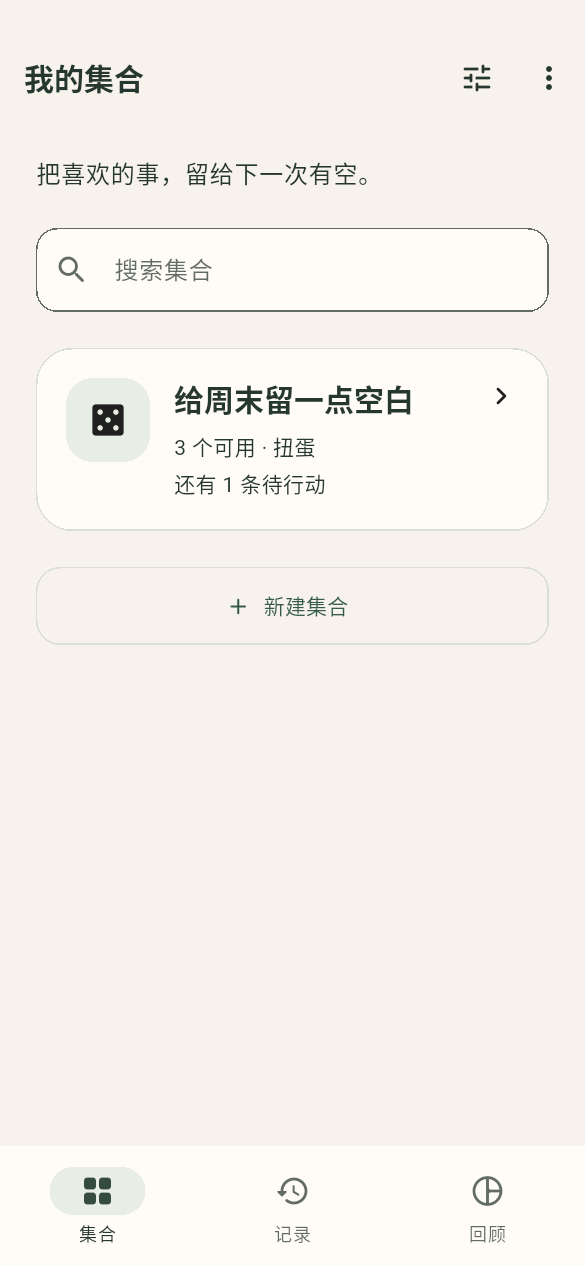 我的集合
把喜欢的事，留给下一次有空。
搜索集合
给周末留一点空白
3 个可用 · 扭蛋
还有 1 条待行动
+ 新建集合
集合
记录
回顾